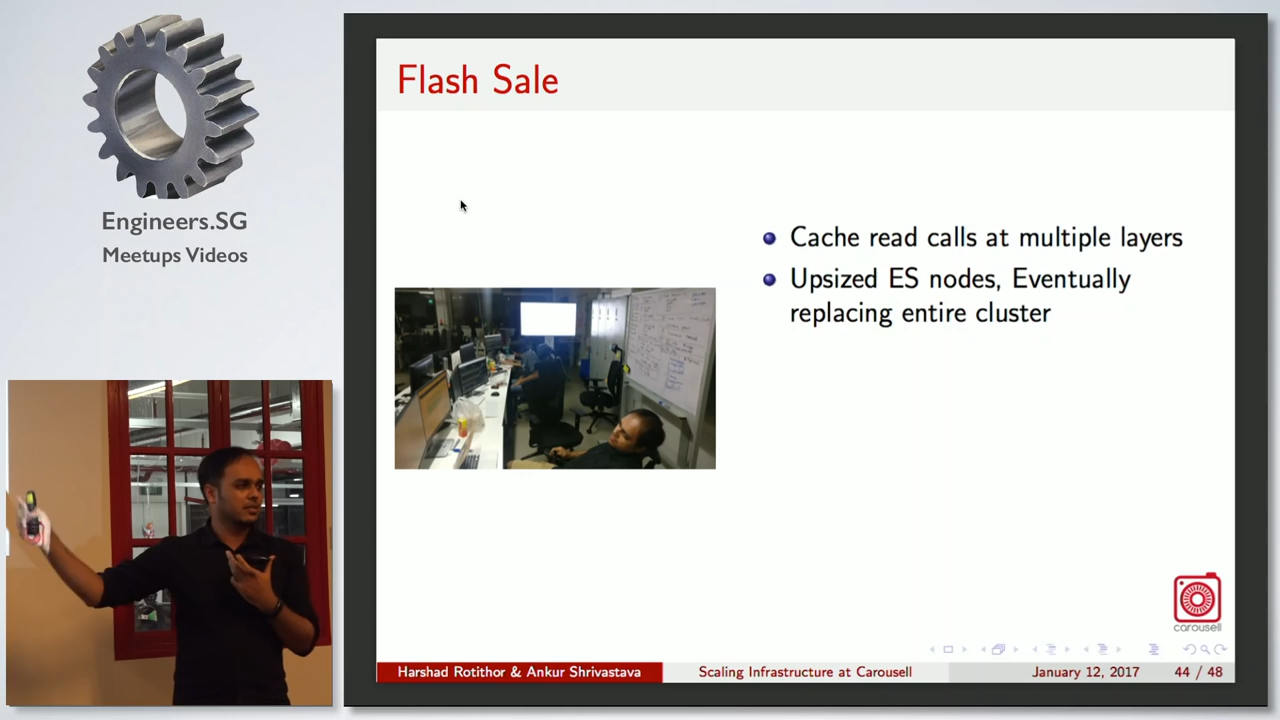 Engineers.SG
Meetups Videos
Flash Sale
Cache read calls at multiple layers
Upsized ES nodes, Eventually
replacing entire cluster
carousell
Harshad Rotithor & Ankur Shrivastava
Scaling Infrastructure at Carousell
January 12, 2017
44 / 48